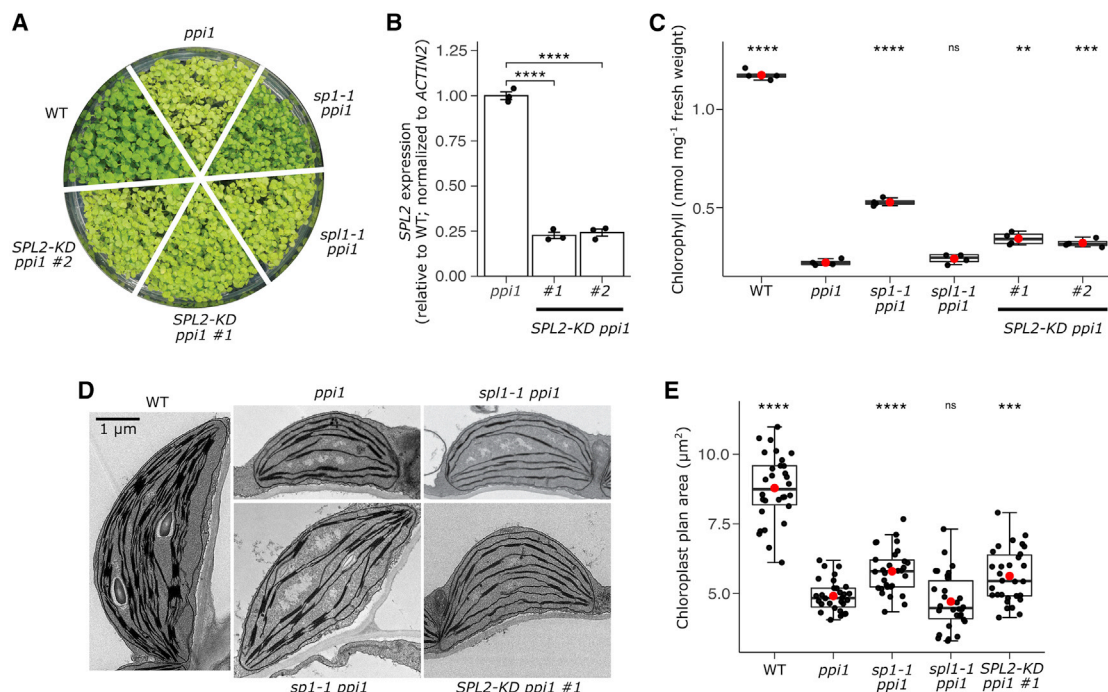 A
ppi1
WT
sp1-1
ppi1
SPL2-KD
ppi1 #2
spl1-1
ppi1
SPL2-KD
ppi1 #1
B
SPL2 expression
(relative to WT; normalized to ACTIN2)
1.25
1.00
0.75
0.50
0.25
0.00
****
****
ppi1
#1
#2
SPL2-KD ppi1
C
Chlorophyll (nmol mg-1 fresh weight)
1.0
0.5
****
****
ns
**
***
WT
ppi1
sp1-1
ppi1
spl1-1
ppi1
#1
#2
SPL2-KD ppi1
D
WT
1 µm
ppi1
spl1-1 ppi1
sp1-1 ppi1
SPL2-KD ppi1 #1
E
Chloroplast plan area (µm²)
10.0
7.5
5.0
****
****
ns
***
WT
ppi1
sp1-1
ppi1
spl1-1
ppi1
SPL2-KD
ppi1 #1